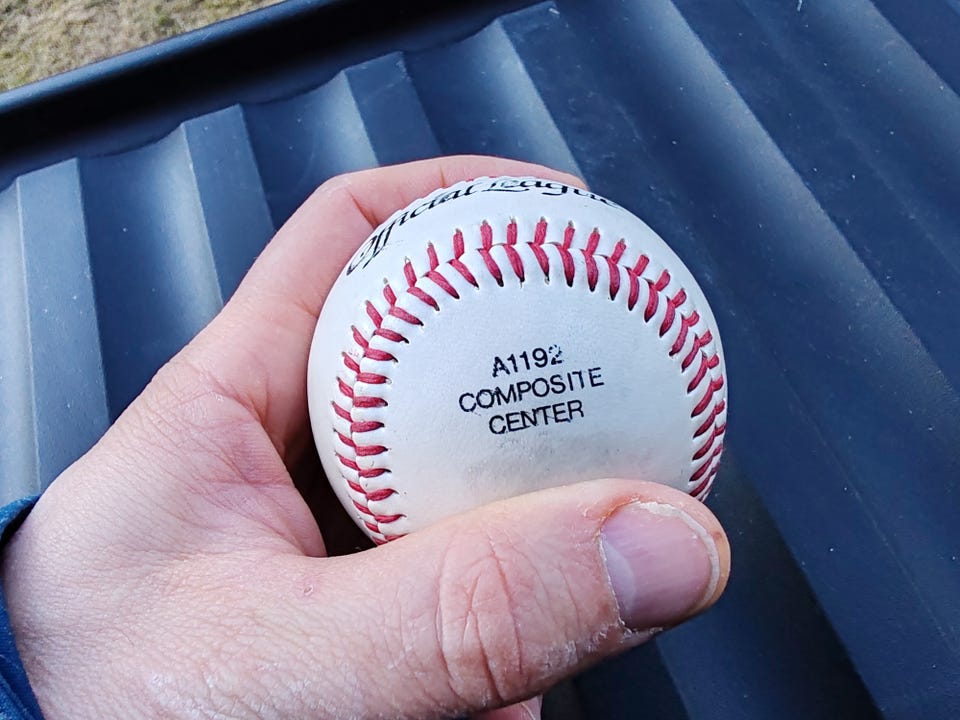 Official League
A1192
COMPOSITE
CENTER